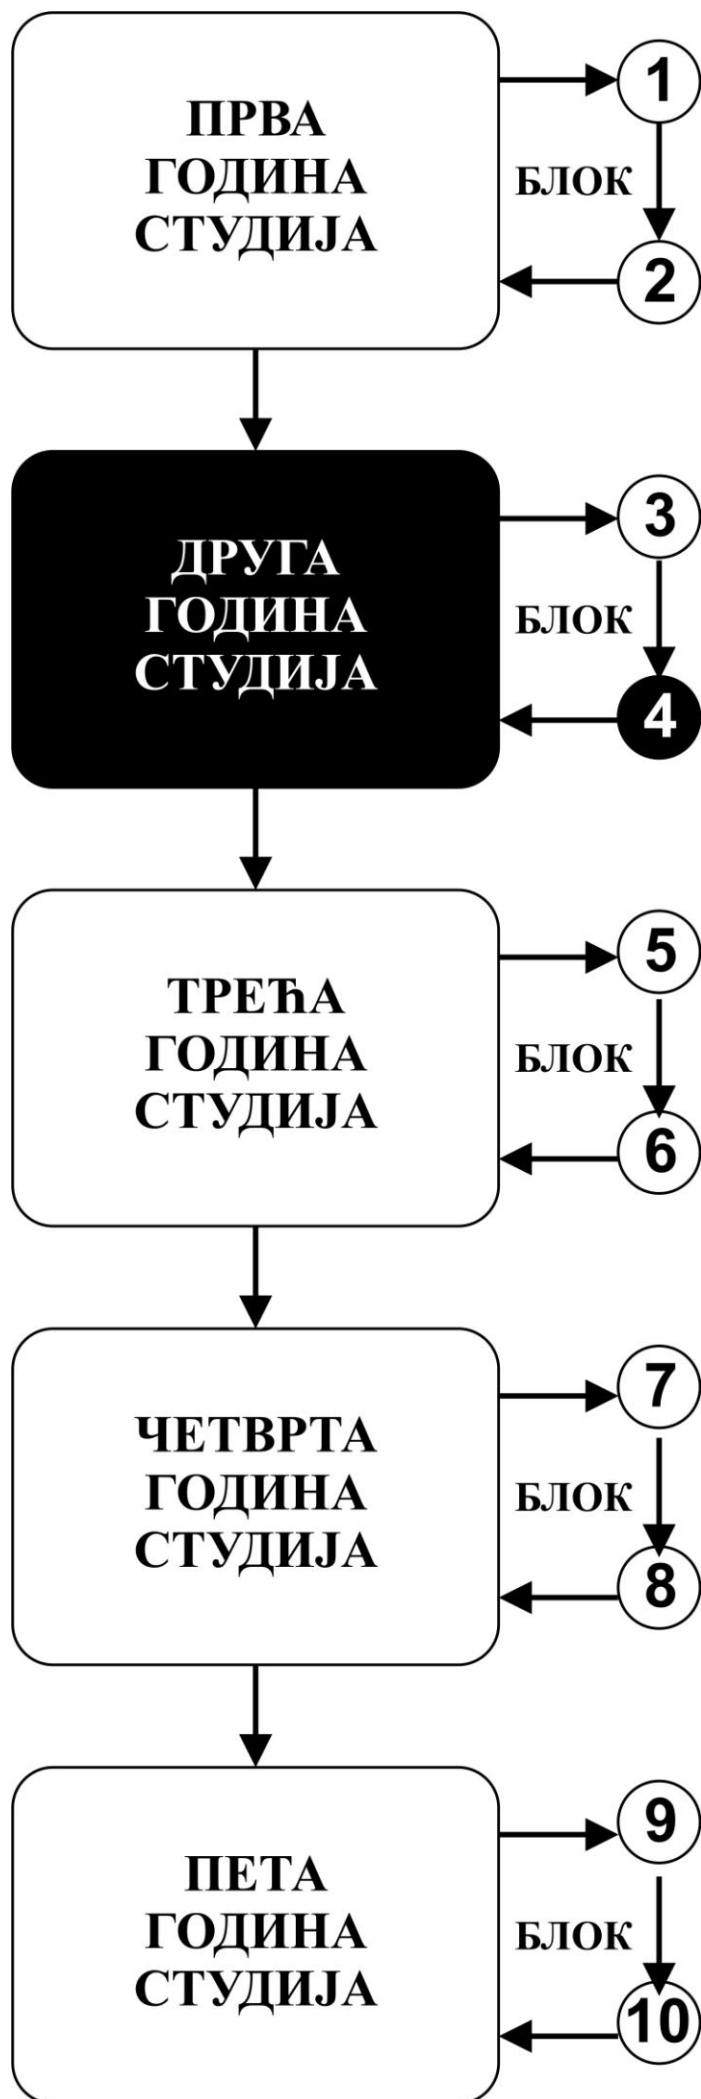 ПРВА
ГОДИНА
СТУДИЈА
1
БЛОК
2
ДРУГА
ГОДИНА
СТУДИЈА
3
БЛОК
4
ТРЕЋА
ГОДИНА
СТУДИЈА
5
БЛОК
6
ЧЕТВРТА
ГОДИНА
СТУДИЈА
7
БЛОК
8
ПЕТА
ГОДИНА
СТУДИЈА
9
БЛОК
10